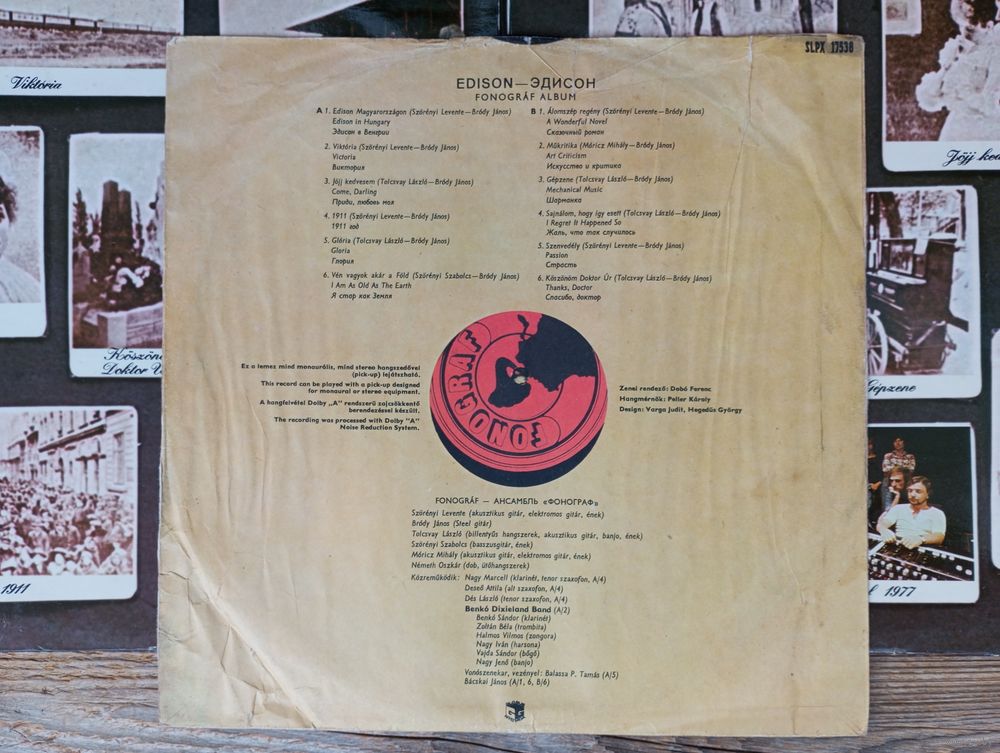 SLPX 17538
EDISON — ЭДИСОН
FONOGRÁF ALBUM
A 1. Edison Magyarországon (Szörényi Levente—Bródy János)
Edison in Hungary
Эдисон в Венгрии
2. Viktória (Szörényi Levente—Bródy János)
Victoria
Виктория
3. Jöjj kedvesem (Tolcsvay László—Bródy János)
Come, Darling
Приди, любовь моя
4. 1911 (Szörényi Levente—Bródy János)
1911 год
5. Glória (Tolcsvay László—Bródy János)
Gloria
Глория
6. Vén vagyok akár a Föld (Szörényi Szabolcs—Bródy János)
I Am As Old As The Earth
Я стар как Земля
B 1. Álomszép regény (Szörényi Levente—Bródy János)
A Wonderful Novel
Сказочный роман
2. Műkritika (Móricz Mihály—Bródy János)
Art Criticism
Искусство и критика
3. Gépzene (Tolcsvay László—Bródy János)
Mechanical Music
Шарманка
4. Sajnálom, hogy így esett (Tolcsvay László—Bródy János)
I Regret It Happened So
Жаль, что так случилось
5. Szenvedély (Szörényi Levente—Bródy János)
Passion
Страсть
6. Köszönöm Doktor Úr (Tolcsvay László—Bródy János)
Thanks, Doctor
Спасибо, доктор
Ez a lemez mind monaurális, mind stereo hangszedővel
(pick-up) lejátszható.
This record can be played with a pick-up designed
for monaural or stereo equipment.
A hangfelvétel Dolby „A" rendszerű zajcsökkentő
berendezéssel készült.
The recording was processed with Dolby "A"
Noise Reduction System.
FONOGRÁF
Zenei rendező: Dobó Ferenc
Hangmérnök: Peller Károly
Design: Varga Judit, Hegedűs György
FONOGRÁF — АНСАМБЛЬ «ФОНОГРАФ»
Szörényi Levente (akusztikus gitár, elektromos gitár, ének)
Bródy János (Steel gitár)
Tolcsvay László (billentyűs hangszerek, akusztikus gitár, banjo, ének)
Szörényi Szabolcs (basszusgitár, ének)
Móricz Mihály (akusztikus gitár, elektromos gitár, ének)
Németh Oszkár (dob, ütőhangszerek)
Közreműködik: Nagy Marcell (klarinét, tenor szaxofon, A/4)
Deseő Attila (alt szaxofon, A/4)
Dés László (tenor szaxofon, A/4)
Benkó Dixieland Band (A/2)
Benkó Sándor (klarinét)
Zoltán Béla (trombita)
Halmos Vilmos (zongora)
Nagy Iván (harsona)
Vajda Sándor (bőgő)
Nagy Jenő (banjo)
Vonószenekar, vezényel: Balassa P. Tamás (A/5)
Bácskai János (A/1, 6, B/6)
Viktória
Köszön
Doktor Ú
1911
Jöjj ked
Gépzene
1977